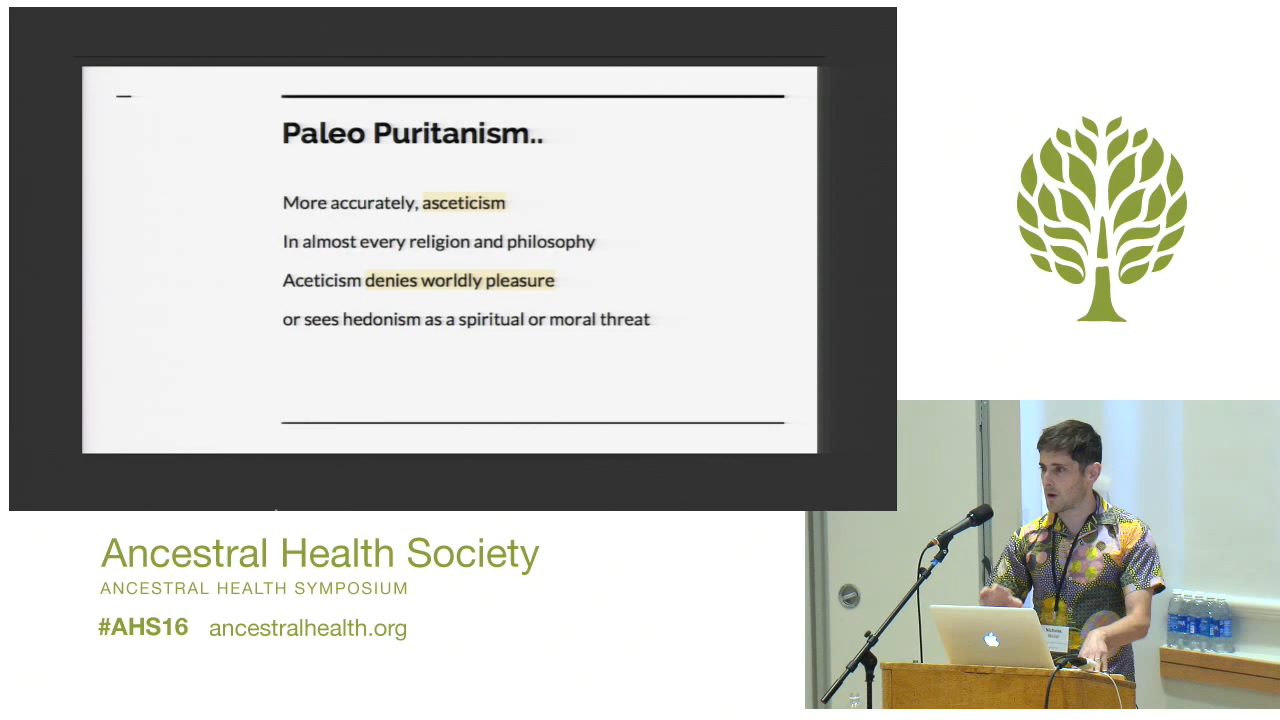 Paleo Puritanism..
More accurately, asceticism
In almost every religion and philosophy
Aceticism denies worldly pleasure
or sees hedonism as a spiritual or moral threat
Ancestral Health Society
ANCESTRAL HEALTH SYMPOSIUM
#AHS16 ancestralhealth.org
Nicholas